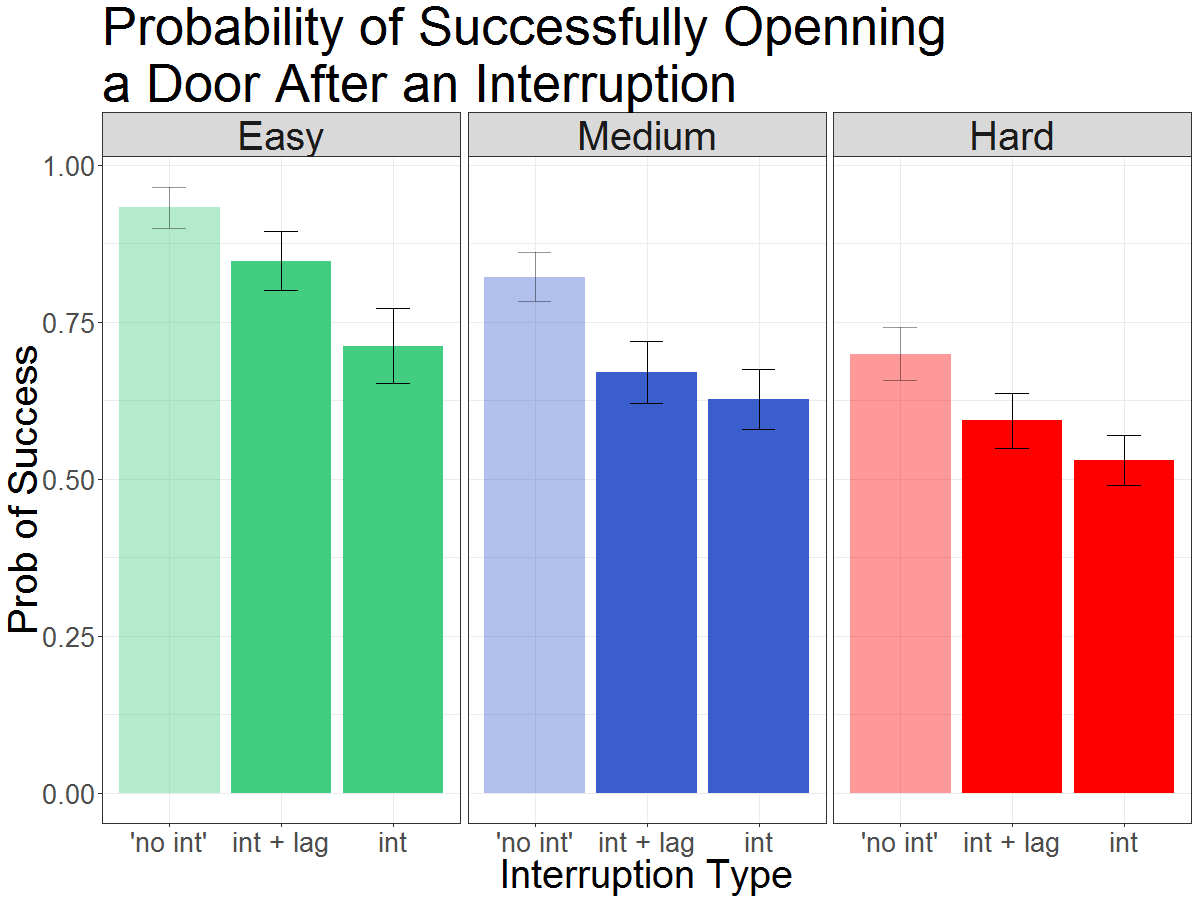 Probability of Successfully Openning
a Door After an Interruption
Easy
Medium
Hard
Prob of Success
1.00
0.75
0.50
0.25
0.00
'no int' int + lag int
'no int' int + lag int
'no int' int + lag int
Interruption Type